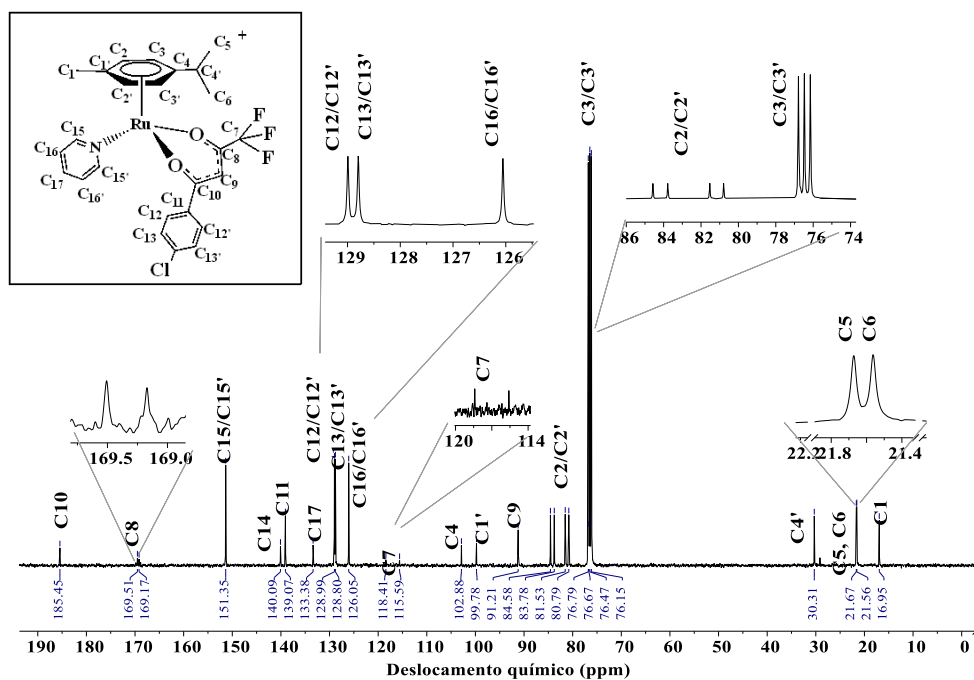 C5
+
C2
C3
C4
C1
C1'
C4'
C2'
C3'
C6
Ru
O
O
C7
F
F
F
C8
C9
C10
C15
N
C16
C17
C15'
C16'
C11
C12
C12'
C13
C13'
Cl
C12/C12'
C13/C13'
C16/C16'
129 128 127 126
C3/C3'
C2/C2'
C3/C3'
86 84 82 80 78 76 74
169.5 169.0
C7
120 114
C5
C6
22.2 21.8 21.4
C10
C8
C15/C15'
C14
C11
C17
C12/C12'
C13/C13'
C16/C16'
C7
C4
C1'
C9
C2/C2'
C4'
C5, C6
C1
185.45
169.51
169.17
151.35
140.09
139.07
133.38
128.99
128.80
126.05
118.41
115.59
102.88
99.78
91.21
84.58
83.78
81.53
80.79
76.79
76.67
76.47
76.15
30.31
21.67
21.56
16.95
190 180 170 160 150 140 130 120 110 100 90 80 70 60 50 40 30 20 10 0
Deslocamento químico (ppm)